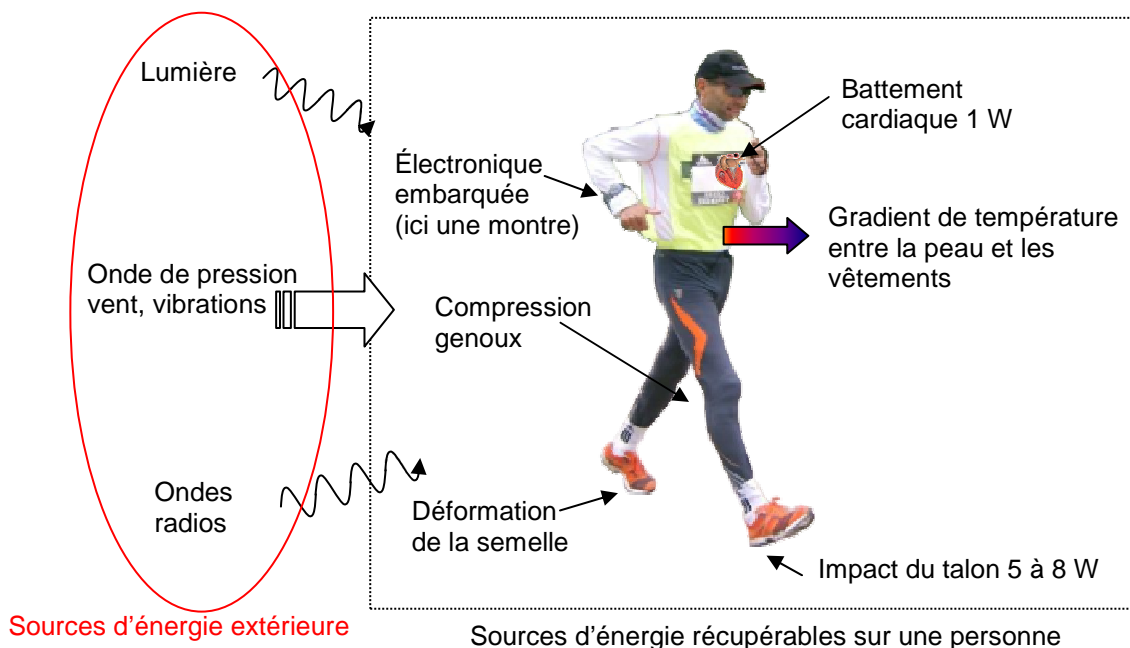 Lumière
Onde de pression
vent, vibrations
Ondes
radios
Sources d’énergie extérieure
Battement
cardiaque 1 W
Électronique
embarquée
(ici une montre)
Gradient de température
entre la peau et les
vêtements
Compression
genoux
Déformation
de la semelle
Impact du talon 5 à 8 W
Sources d’énergie récupérables sur une personne